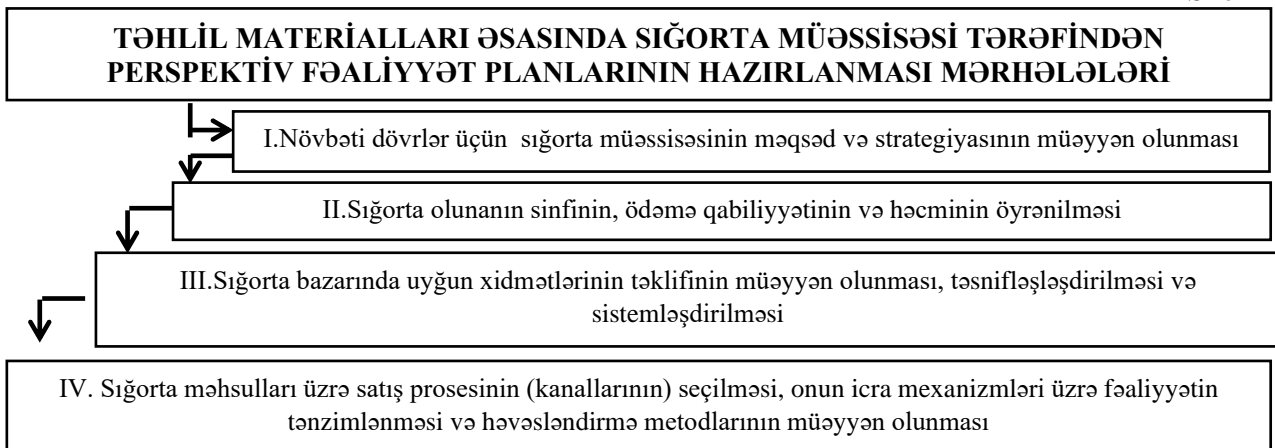 TƏHLİL MATERİALLARI ƏSASINDA SIĞORTA MÜƏSSİSƏSİ TƏRƏFİNDƏN
PERSPEKTİV FƏALİYYƏT PLANLARININ HAZIRLANMASI MƏRHƏLƏLƏRİ
I.Növbəti dövrlər üçün sığorta müəssisəsinin məqsəd və strategiyasının müəyyən olunması
II.Sığorta olunanın sinfinin, ödəmə qabiliyyətinin və həcminin öyrənilməsi
III.Sığorta bazarında uyğun xidmətlərinin təklifinin müəyyən olunması, təsnifləşləşdirilməsi və
sistemləşdirilməsi
IV. Sığorta məhsulları üzrə satış prosesinin (kanallarının) seçilməsi, onun icra mexanizmləri üzrə fəaliyyətin
tənzimlənməsi və həvəsləndirmə metodlarının müəyyən olunması